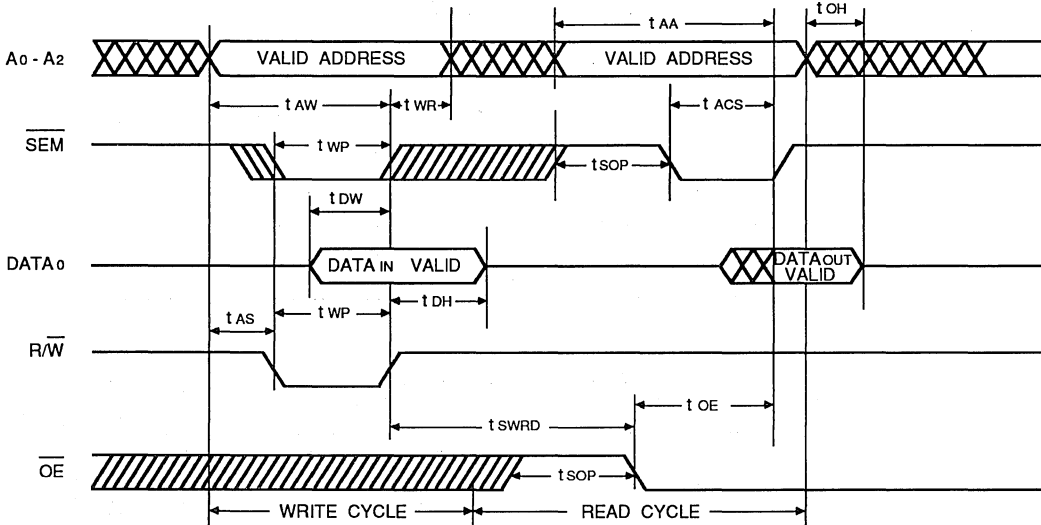 t AA
t OH
A0 - A2
VALID ADDRESS
VALID ADDRESS
t AW
t WR
t ACS
SEM
t WP
t SOP
t DW
DATA0
DATA IN VALID
DATA OUT
VALID
t DH
t AS
t WP
R/W
t OE
t SWRD
OE
t SOP
WRITE CYCLE
READ CYCLE